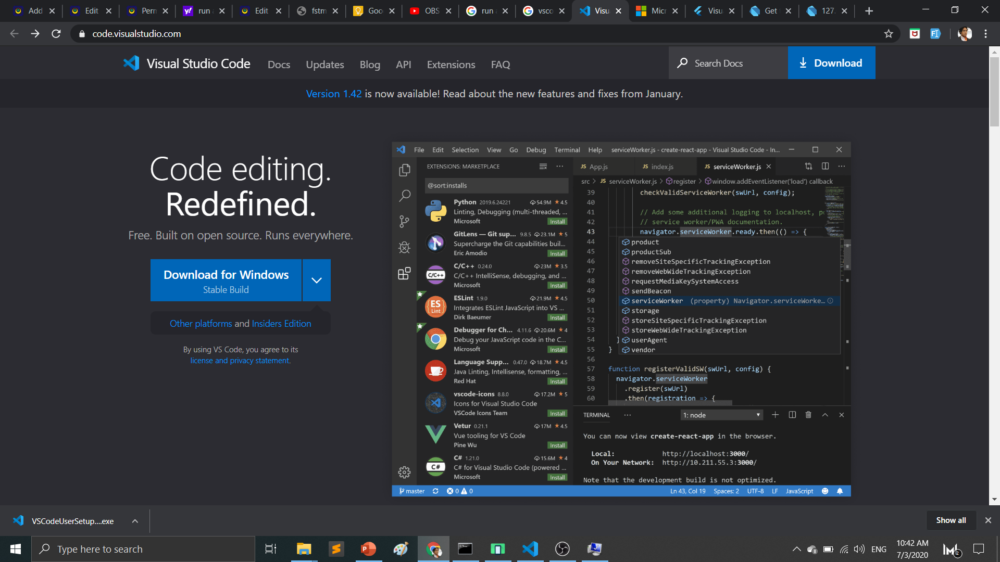 Add
Edit
Perm
run
Edit
fstm
Goo
OBS
run
vsco
Visu
Micr
Visu
Get
127.
code.visualstudio.com
Visual Studio Code
Docs
Updates
Blog
API
Extensions
FAQ
Search Docs
Download
Version 1.42 is now available! Read about the new features and fixes from January.
Code editing.
Redefined.
Free. Built on open source. Runs everywhere.
Download for Windows
Stable Build
Other platforms and Insiders Edition
By using VS Code, you agree to its
license and privacy statement.
File Edit Selection View Go Debug Terminal Help serviceWorker.js - create-react-app - Visual Studio Code - In...
EXTENSIONS: MARKETPLACE
@sort:installs
Python 2019.6.24221 54.9M ★ 4.5
Linting, Debugging (multi-threaded, ...
Microsoft Install
GitLens — Git sup... 9.8.5 23.1M ★ 5
Supercharge the Git capabilities buil...
Eric Amodio Install
C/C++ C/C++ 0.24.0 23M ★ 3.5
C/C++ IntelliSense, debugging, and ...
Microsoft Install
ES Lint ESLint 1.9.0 21.9M ★ 4.5
Integrates ESLint JavaScript into VS ...
Dirk Baeumer Install
Debugger for Ch... 4.11.6 20.6M ★ 4
Debug your JavaScript code in the C...
Microsoft Install
Language Supp... 0.47.0 18.7M ★ 4.5
Java Linting, Intellisense, formatting, ...
Red Hat Install
vscode-icons 8.8.0 17.2M ★ 5
Icons for Visual Studio Code
VSCode Icons Team Install
Vetur 0.21.1 17M ★ 4.5
Vue tooling for VS Code
Pine Wu Install
C# C# 1.21.0 15.6M ★ 4
C# for Visual Studio Code (powered ...
Microsoft Install
JS App.js JS index.js JS serviceWorker.js
src > JS serviceWorker.js > register > window.addEventListener('load') callback
39 checkValidServiceWorker(swUrl, config);
40
41 // Add some additional logging to localhost, p
42 // service worker/PWA documentation.
43 navigator.serviceWorker.ready.then(() => {
44 product
45 productSub
46 removeSiteSpecificTrackingException
47 removeWebWideTrackingException
48 requestMediaKeySystemAccess
49 sendBeacon
50 serviceWorker (property) Navigator.serviceWorke...
51 storage
52 storeSiteSpecificTrackingException
53 storeWebWideTrackingException
54 } userAgent
55 } vendor
56
57 function registerValidSW(swUrl, config) {
58 navigator.serviceWorker
59 .register(swUrl)
60 .then(registration => {
TERMINAL ... 1: node
You can now view create-react-app in the browser.
Local: http://localhost:3000/
On Your Network: http://10.211.55.3:3000/
Note that the development build is not optimized.
master 0 0 Ln 43, Col 19 Spaces: 2 UTF-8 LF JavaScript
VSCodeUserSetup....exe
Show all
Type here to search
ENG
10:42 AM
7/3/2020
2